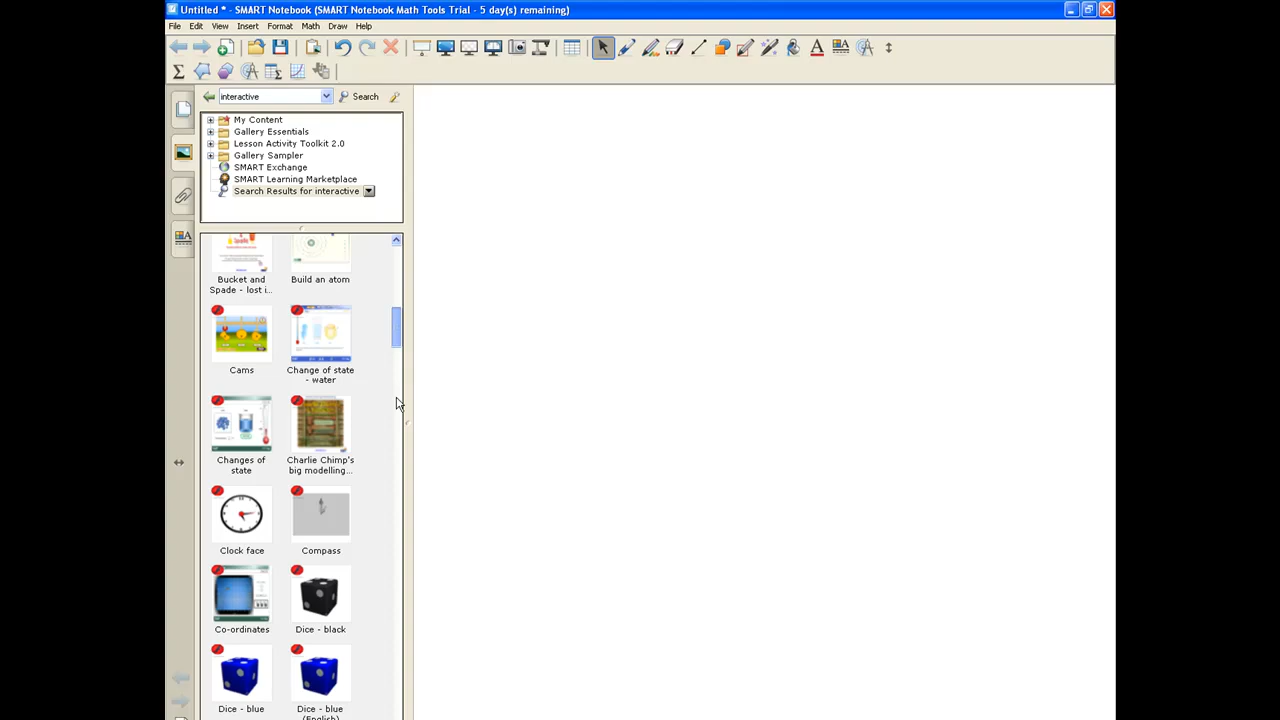 Untitled * - SMART Notebook (SMART Notebook Math Tools Trial - 5 day(s) remaining)
File Edit View Insert Format Math Draw Help
interactive Search
My Content
Gallery Essentials
Lesson Activity Toolkit 2.0
Gallery Sampler
SMART Exchange
SMART Learning Marketplace
Search Results for interactive
Bucket and Spade - lost i...
Build an atom
Cams
Change of state - water
Changes of state
Charlie Chimp's big modelling...
Clock face
Compass
Co-ordinates
Dice - black
Dice - blue
Dice - blue (English)